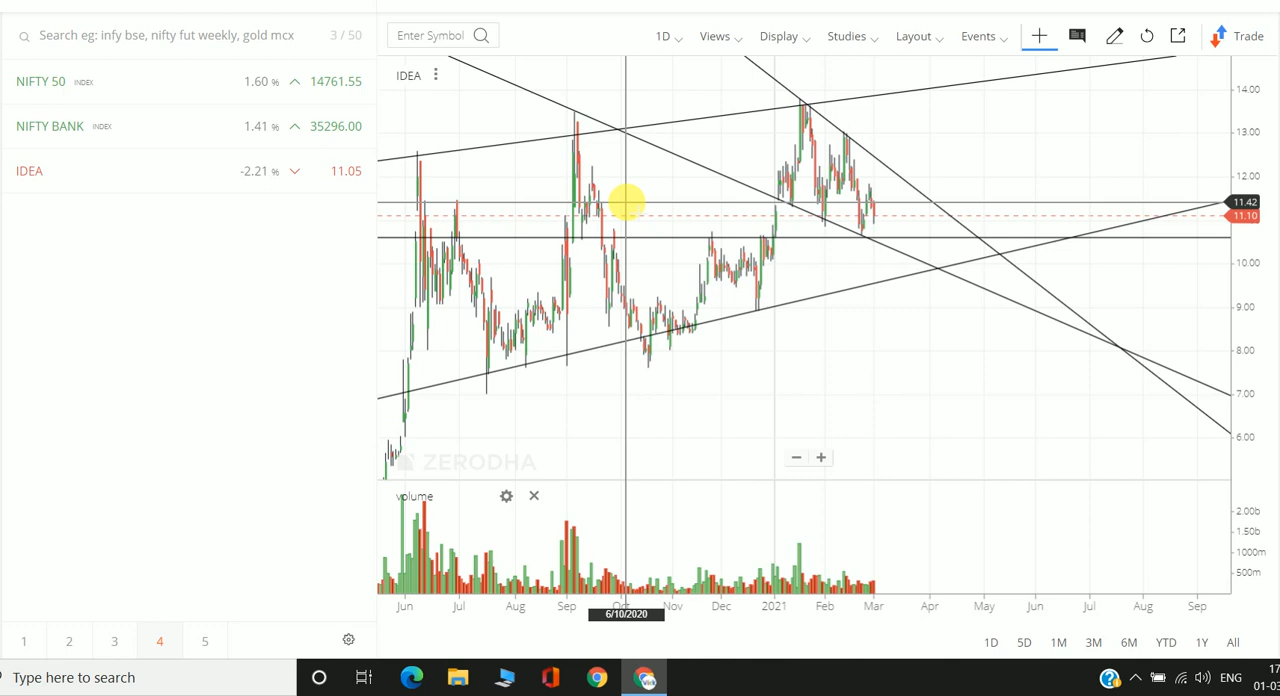 Search eg: infy bse, nifty fut weekly, gold mcx 3 / 50
NIFTY 50 INDEX 1.60 % 14761.55
NIFTY BANK INDEX 1.41 % 35296.00
IDEA -2.21 % 11.05
1 2 3 4 5
Enter Symbol 1D Views Display Studies Layout Events Trade
IDEA
14.00
13.00
12.00
11.42
11.10
10.00
9.00
8.00
7.00
6.00
ZERODHA
volume
2.00b
1.50b
1000m
500m
Jun Jul Aug Sep Oct Nov Dec 2021 Feb Mar Apr May Jun Jul Aug Sep
6/10/2020
1D 5D 1M 3M 6M YTD 1Y All
Type here to search
ENG